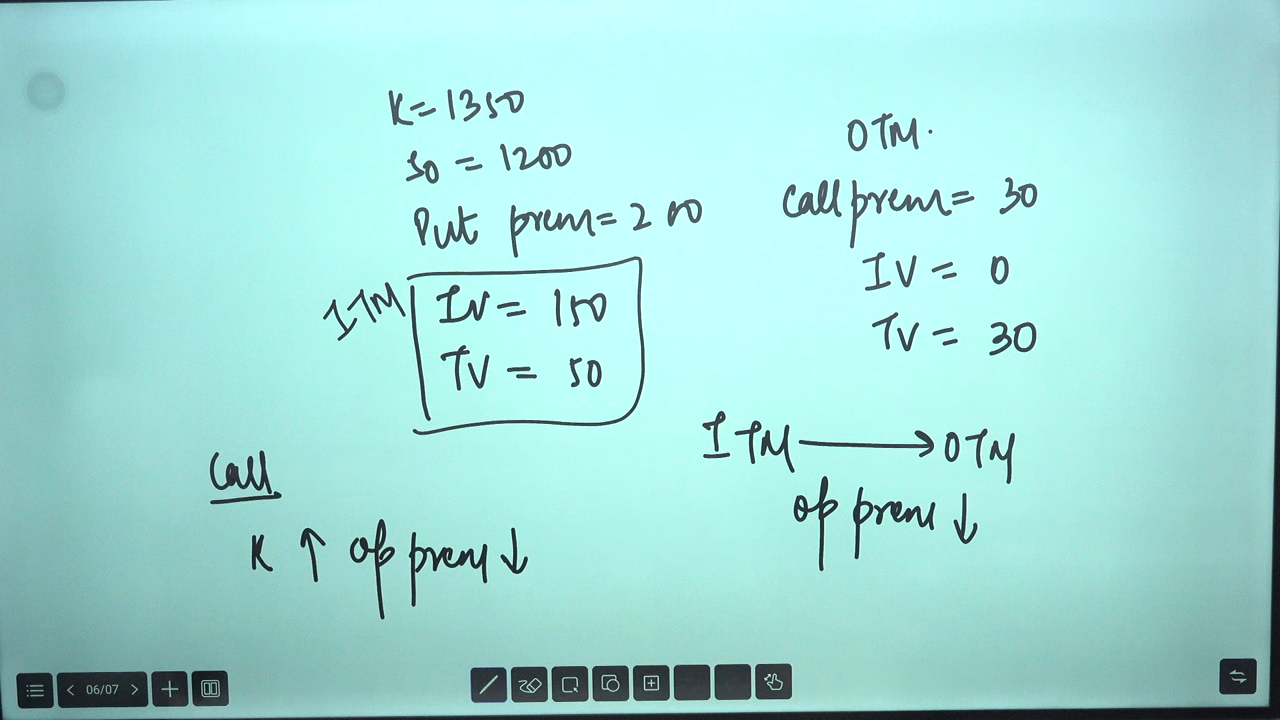 K = 1350
S0 = 1200
Put prem = 200
ITM
IV = 150
TV = 50
OTM.
Call prem = 30
IV = 0
TV = 30
ITM → OTM
op prem ↓
Call
K ↑ op prem ↓
06/07